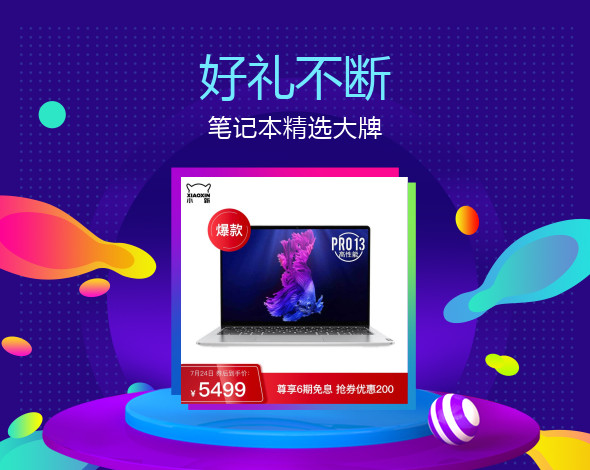 好礼不断
笔记本精选大牌
XIAOXIN
小新
爆款
PRO 13
高性能
7月24日 券后到手价:
¥5499
尊享6期免息 抢券优惠200